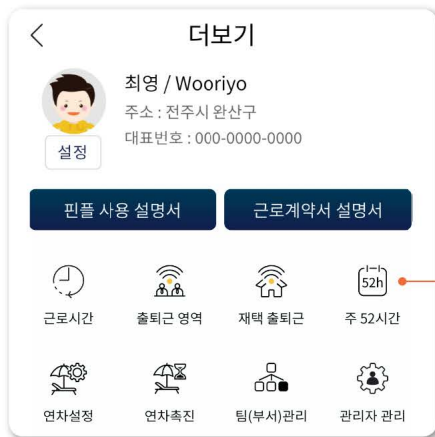 더보기
최영 / Wooriyo
주소 : 전주시 완산구
대표번호 : 000-0000-0000
설정
핀플 사용 설명서 근로계약서 설명서
52h
근로시간 출퇴근 영역 재택 출퇴근 주 52시간
연차설정 연차촉진 팀(부서)관리 관리자 관리